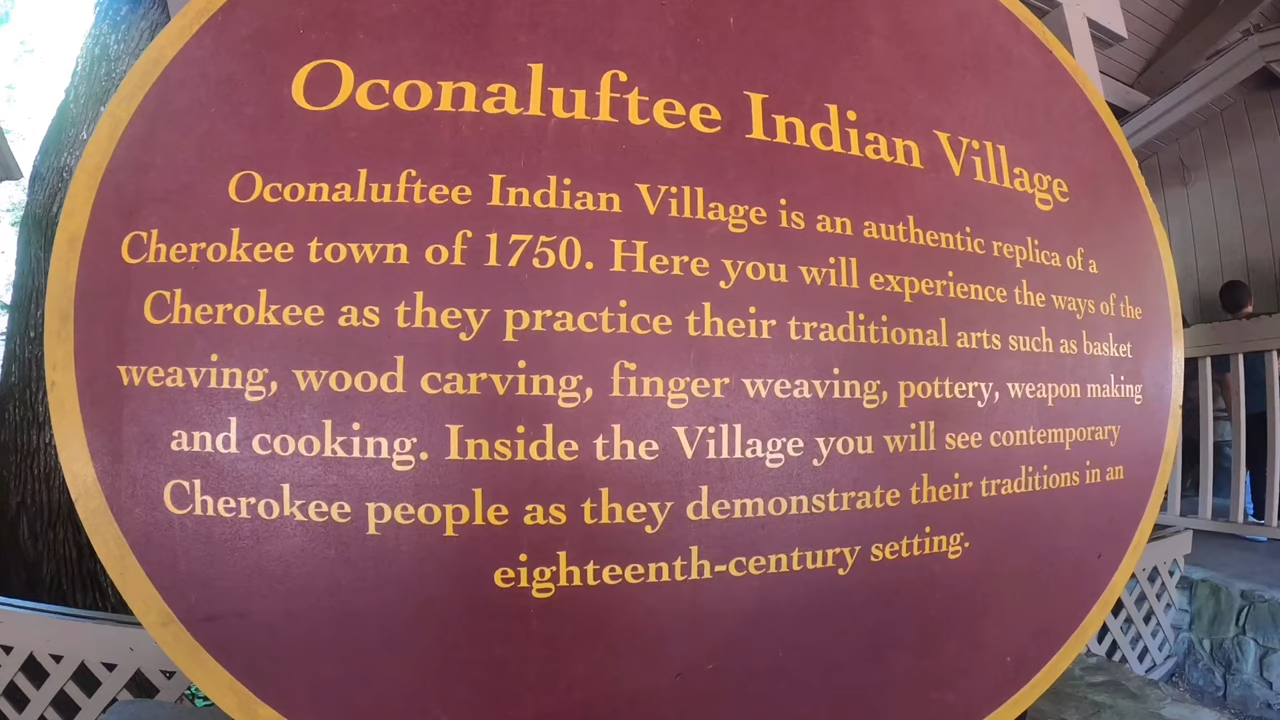 Oconaluftee Indian Village
Oconaluftee Indian Village is an authentic replica of a
Cherokee town of 1750. Here you will experience the ways of the
Cherokee as they practice their traditional arts such as basket
weaving, wood carving, finger weaving, pottery, weapon making
and cooking. Inside the Village you will see contemporary
Cherokee people as they demonstrate their traditions in an
eighteenth-century setting.